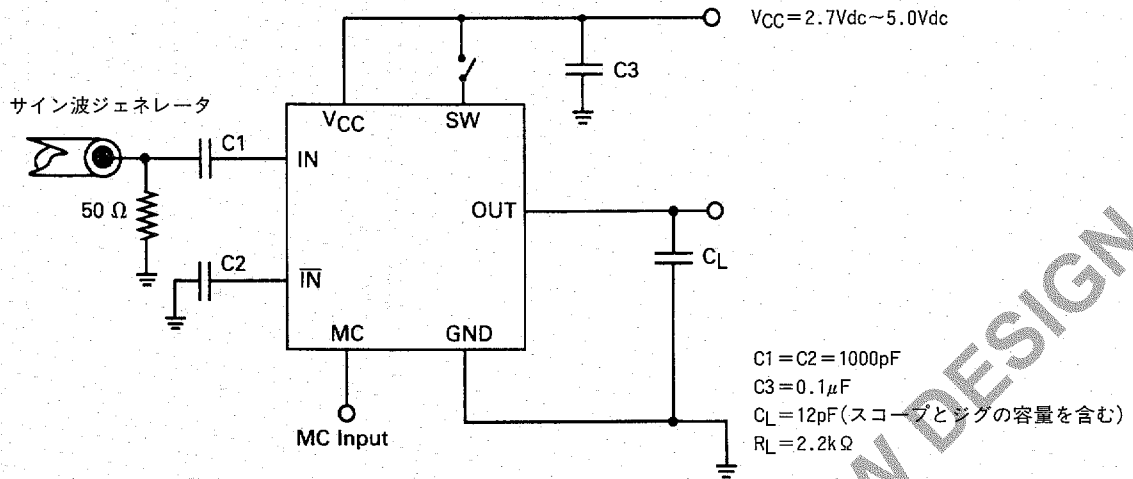 VCC=2.7Vdc~5.0Vdc
C3
サイン波ジェネレータ
VCC
SW
C1
IN
50 Ω
OUT
CL
C2
IN
MC
GND
MC Input
C1=C2=1000pF
C3=0.1μF
CL=12pF(スコープとジグの容量を含む)
RL=2.2kΩ
W DESIGN